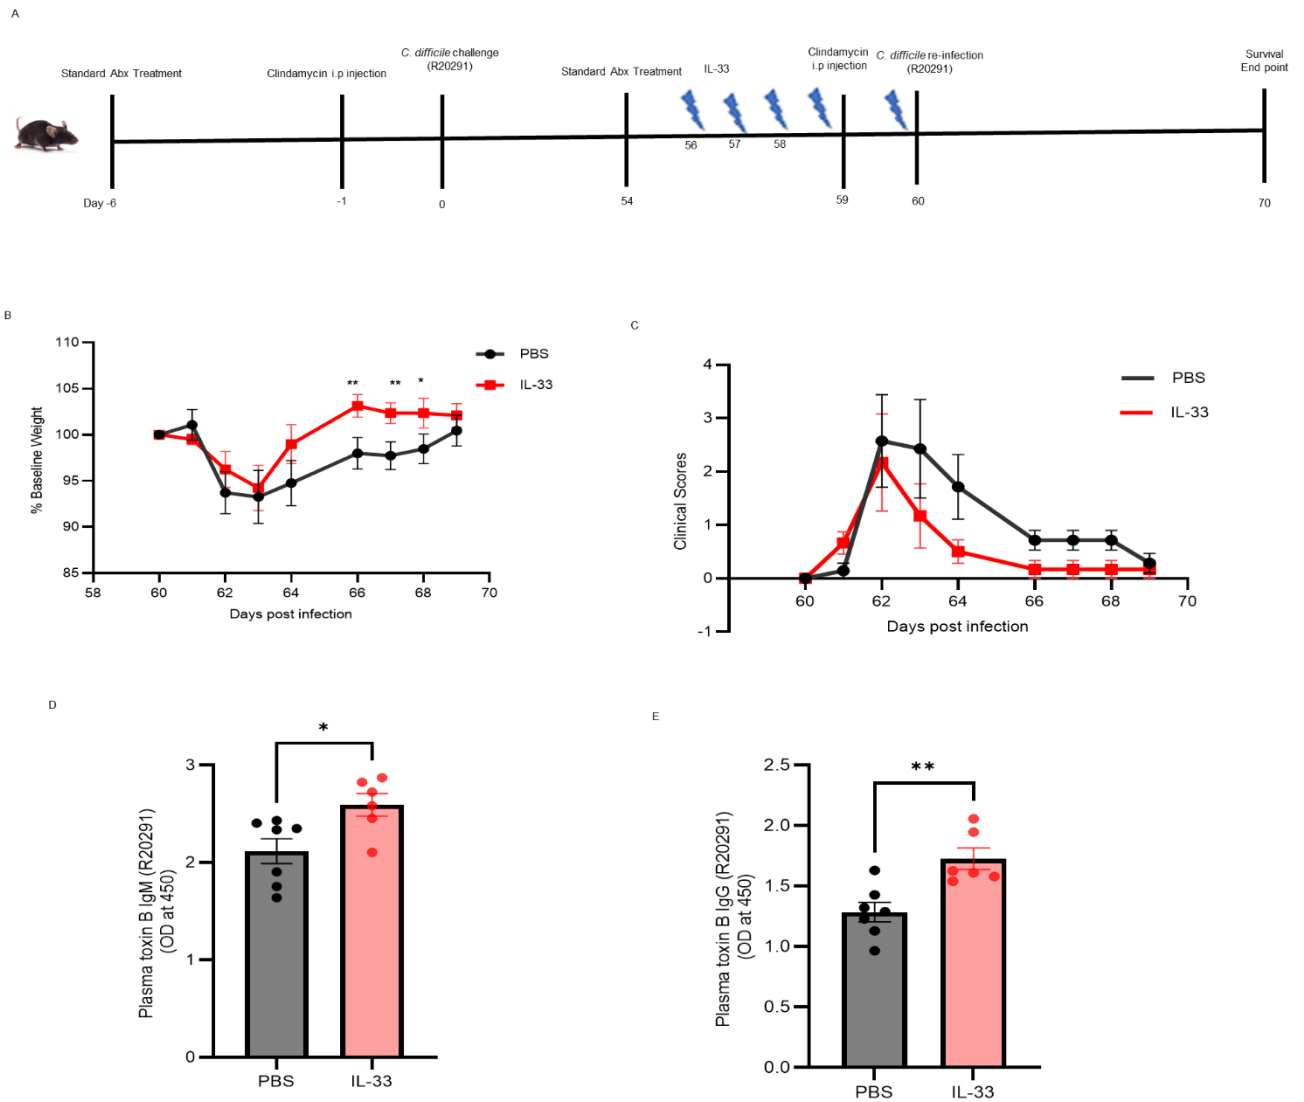 A
Standard Abx Treatment
Clindamycin i.p injection
C. difficile challenge
(R20291)
Standard Abx Treatment
IL-33
Clindamycin
i.p injection
C. difficile re-infection
(R20291)
Survival
End point
56
57
58
Day -6
-1
0
54
59
60
70
B
110
105
100
95
90
85
% Baseline Weight
58
60
62
64
66
68
70
Days post infection
**
**
*
PBS
IL-33
C
4
3
2
1
0
-1
Clinical Scores
60
62
64
66
68
70
Days post infection
PBS
IL-33
D
*
3
2
1
0
Plasma toxin B IgM (R20291)
(OD at 450)
PBS
IL-33
E
**
2.5
2.0
1.5
1.0
0.5
0.0
Plasma toxin B IgG (R20291)
(OD at 450)
PBS
IL-33